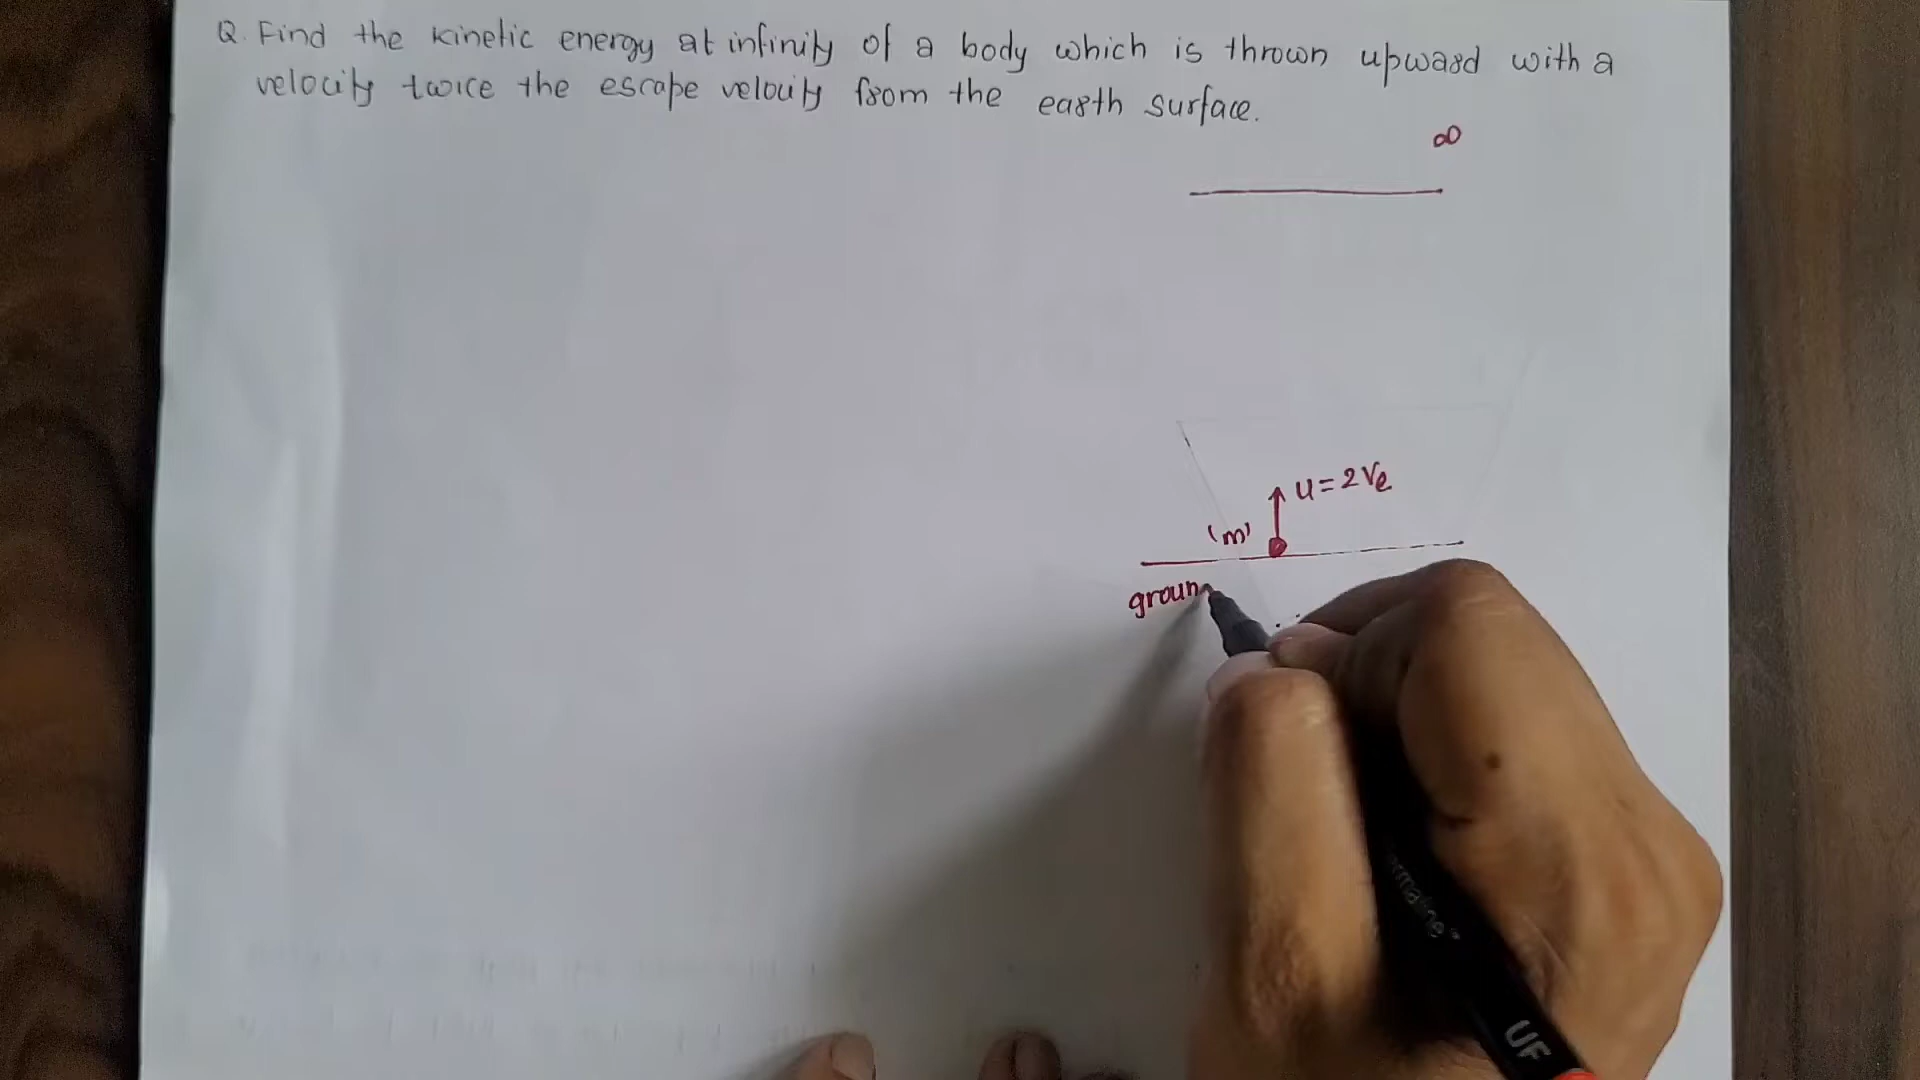 Q. Find the kinetic energy at infinity of a body which is thrown upward with a
velocity twice the escape velocity from the earth surface.
∞
u = 2Ve
'm'
groun
UF